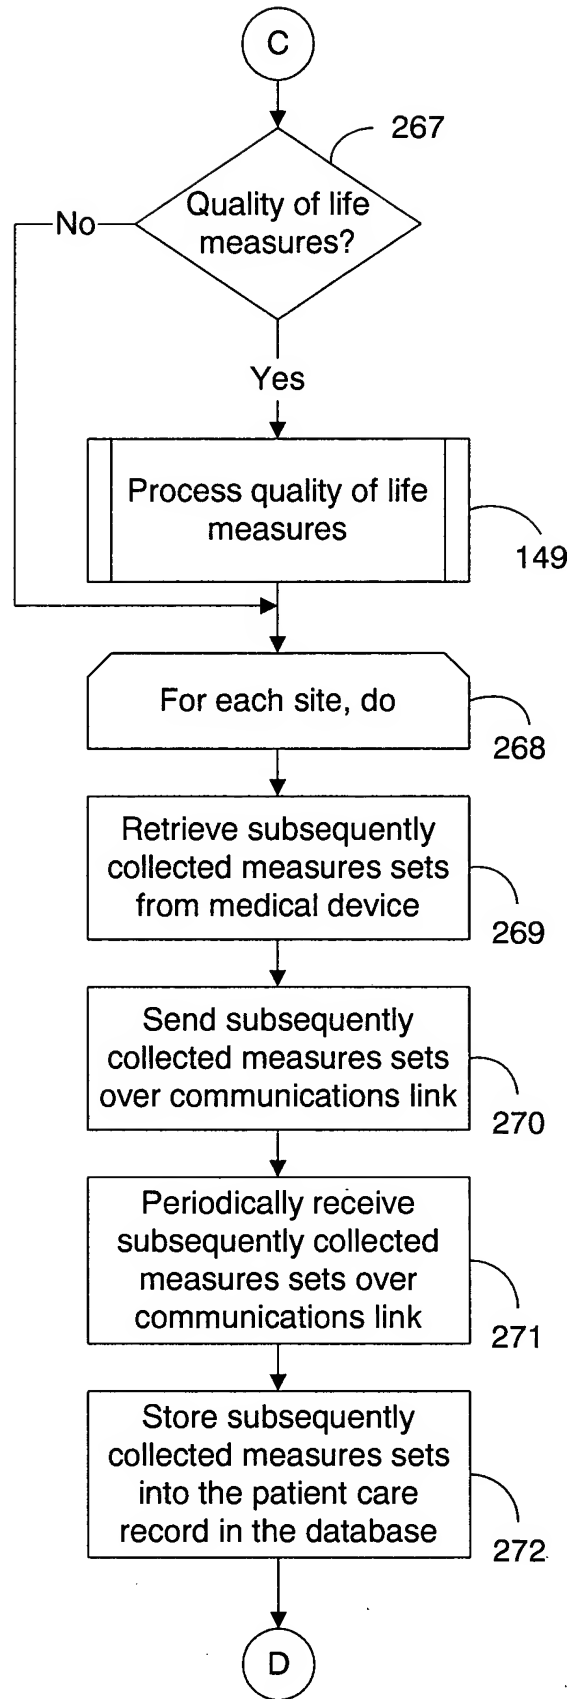 C
267
Quality of life
measures?
No
Yes
Process quality of life
measures
149
For each site, do
268
Retrieve subsequently
collected measures sets
from medical device
269
Send subsequently
collected measures sets
over communications link
270
Periodically receive
subsequently collected
measures sets over
communications link
271
Store subsequently
collected measures sets
into the patient care
record in the database
272
D